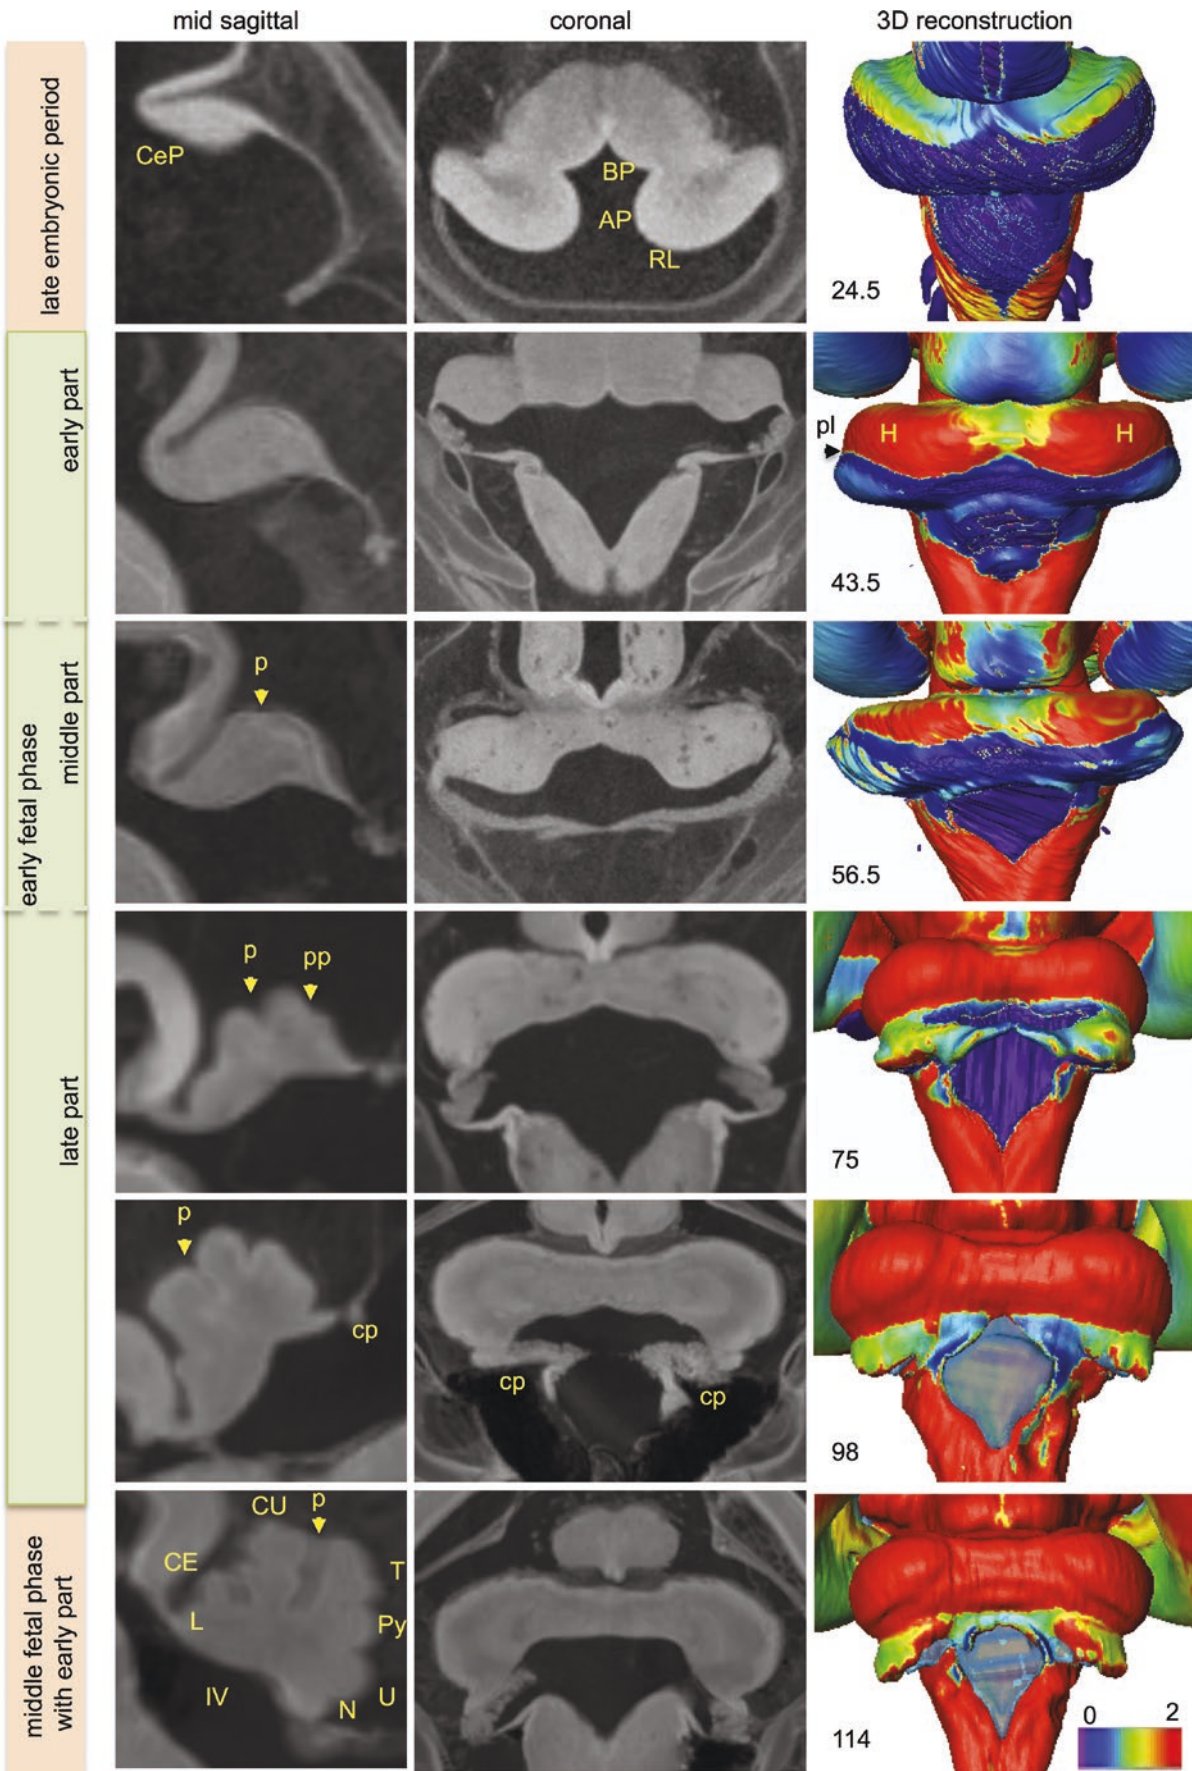 mid sagittal
coronal
3D reconstruction
late embryonic period
CeP
BP
AP
RL
24.5
early fetal phase
early part
pl
H
H
43.5
middle part
p
56.5
late part
p
pp
75
p
cp
cp
cp
98
middle fetal phase
with early part
CU
p
CE
T
L
Py
IV
N
U
114
0
2